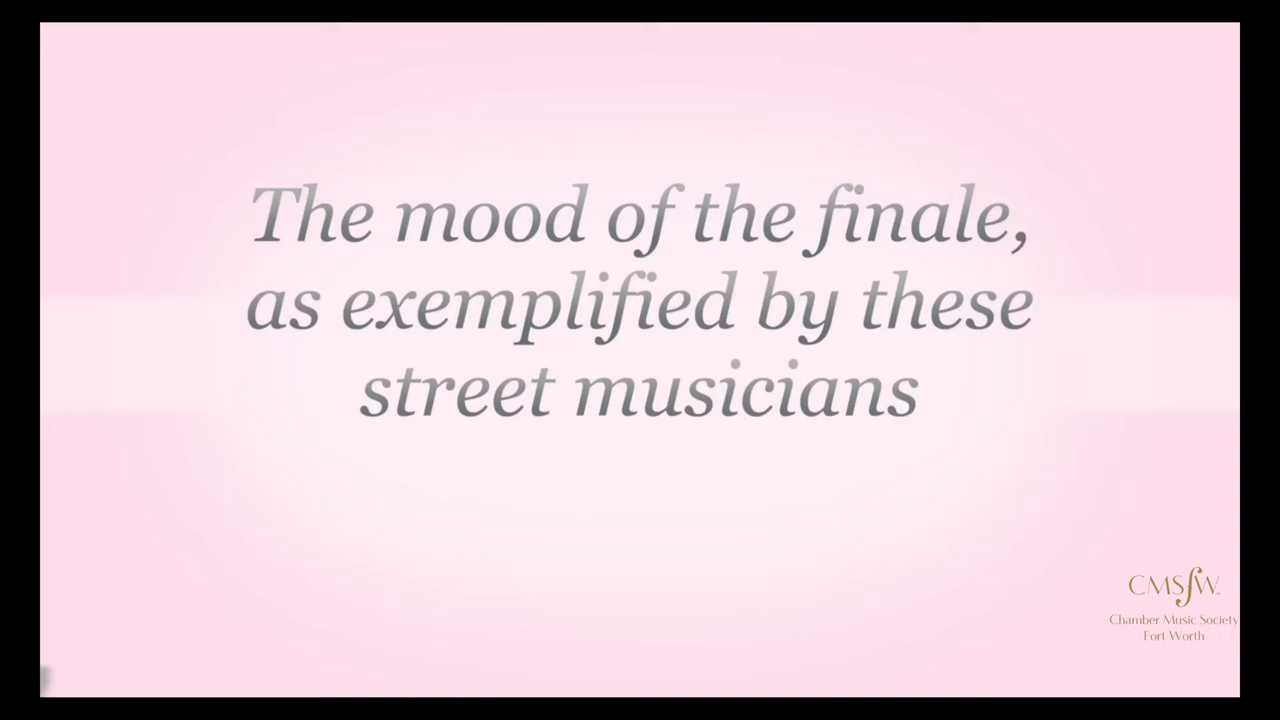 The mood of the finale,
as exemplified by these
street musicians
CMSfW
Chamber Music Society
Fort Worth